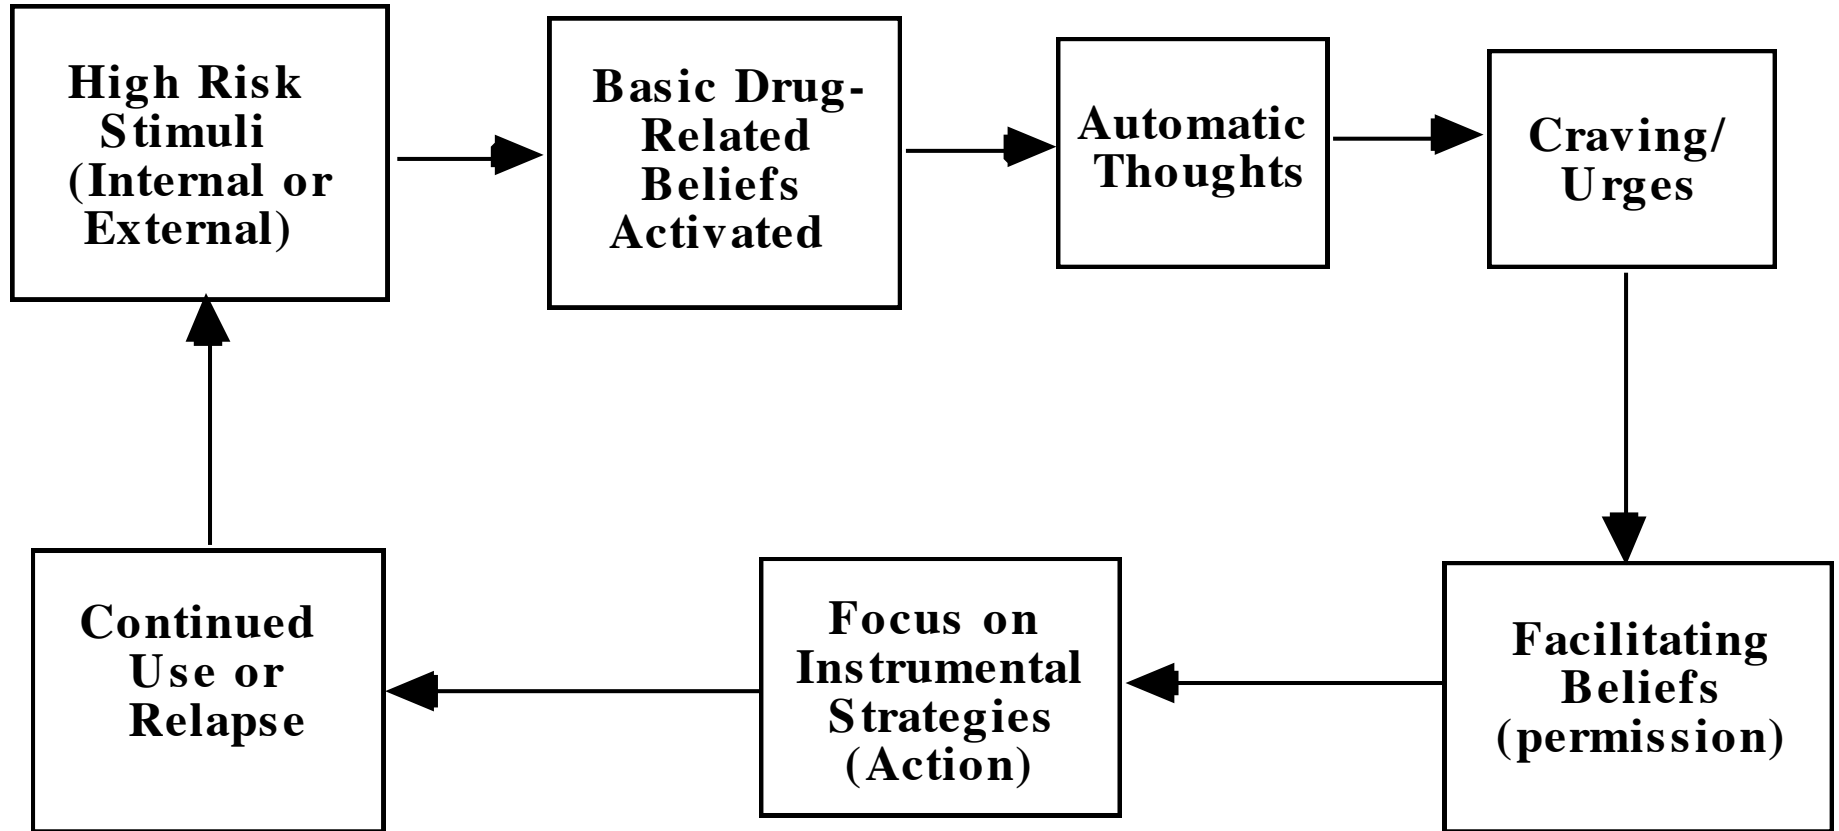 High Risk
Stimuli
(Internal or
External)
Basic Drug-
Related
Beliefs
Activated
Automatic
Thoughts
Craving/
Urges
Facilitating
Beliefs
(permission)
Focus on
Instrumental
Strategies
(Action)
Continued
Use or
Relapse